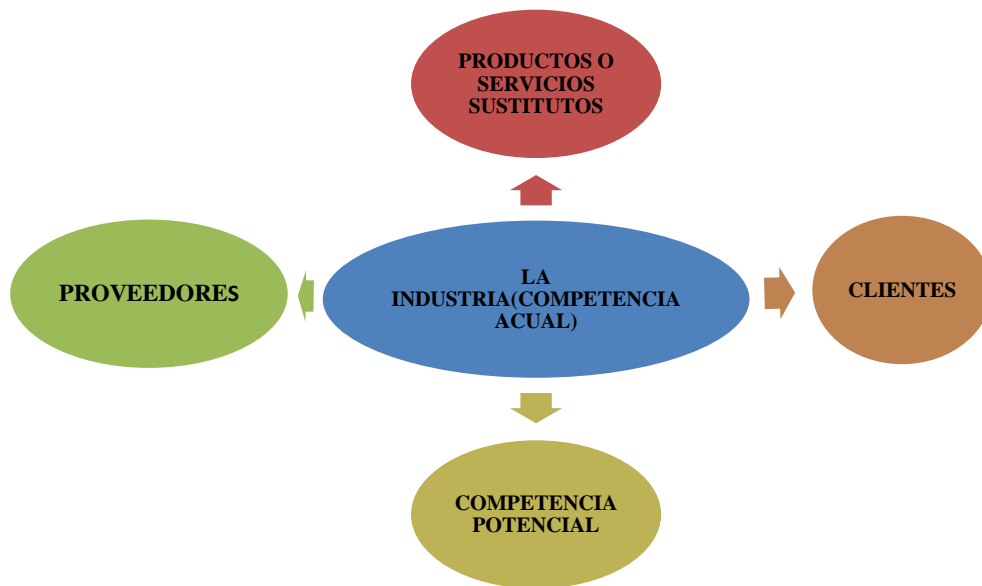 PRODUCTOS O
SERVICIOS
SUSTITUTOS
PROVEEDORES
LA
INDUSTRIA(COMPETENCIA
ACUAL)
CLIENTES
COMPETENCIA
POTENCIAL